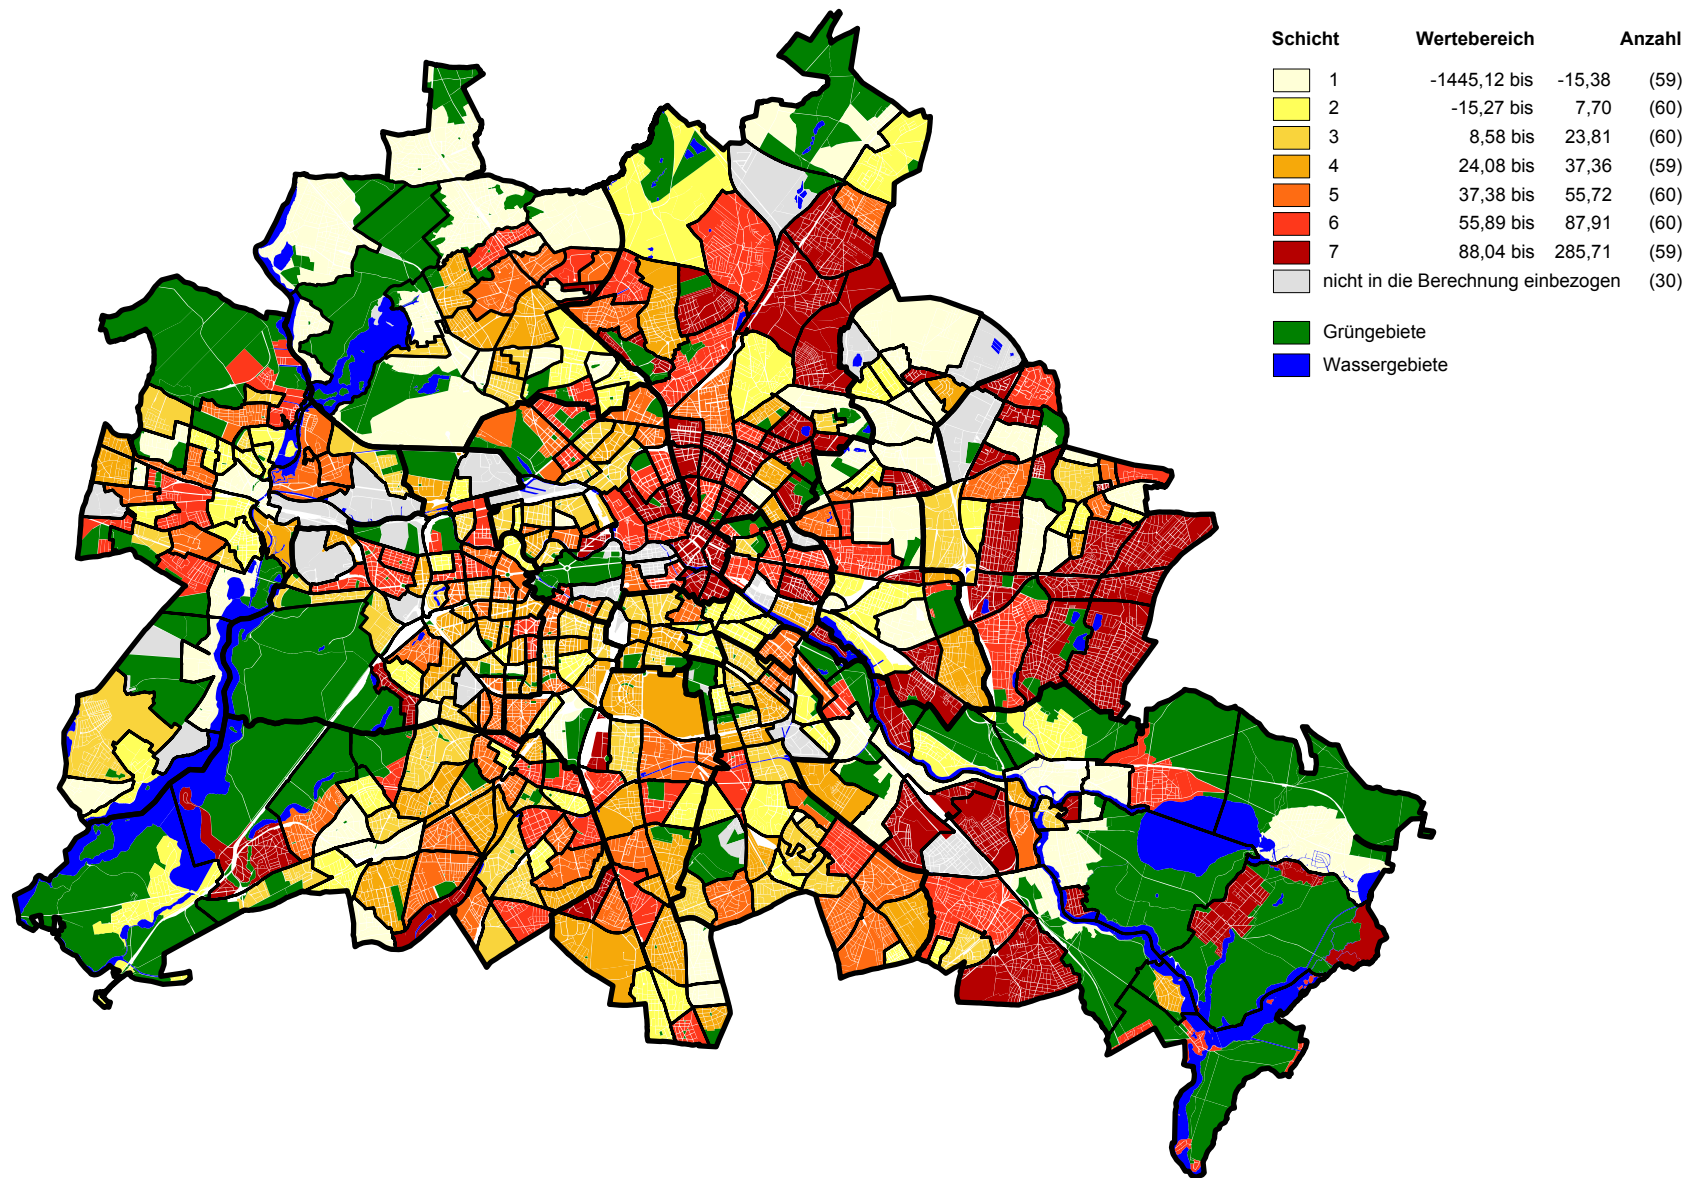 Schicht Wertebereich Anzahl
1 -1445,12 bis -15,38 (59)
2 -15,27 bis 7,70 (60)
3 8,58 bis 23,81 (60)
4 24,08 bis 37,36 (59)
5 37,38 bis 55,72 (60)
6 55,89 bis 87,91 (60)
7 88,04 bis 285,71 (59)
nicht in die Berechnung einbezogen (30)
Grüngebiete
Wassergebiete